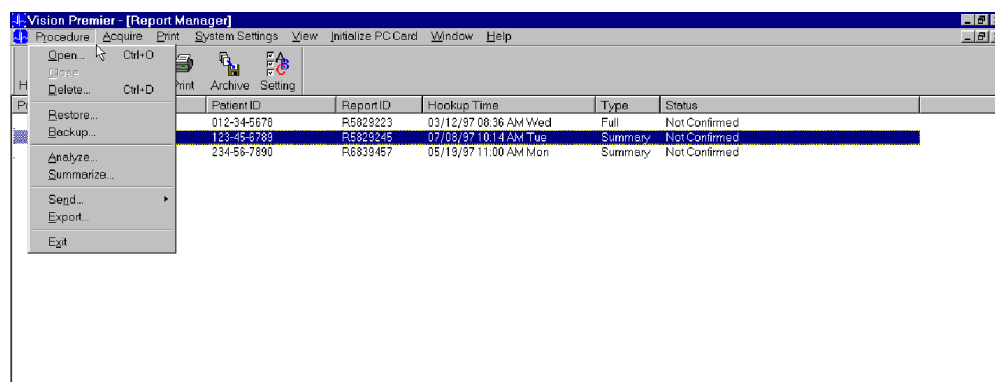 Vision Premier - [Report Manager]
Procedure Acquire Print System Settings View Initialize PC Card Window Help
Open... Ctrl+O
Close
Delete... Ctrl+D
Restore...
Backup...
Analyze...
Summarize...
Send...
Export...
Exit
H Print Archive Setting
Patient ID Report ID Hookup Time Type Status
012-34-5678 R5829223 03/12/97 08:36 AM Wed Full Not Confirmed
123-45-6789 R5829245 07/08/97 10:14 AM Tue Summary Not Confirmed
234-56-7890 R6839457 05/19/97 11:00 AM Mon Summary Not Confirmed